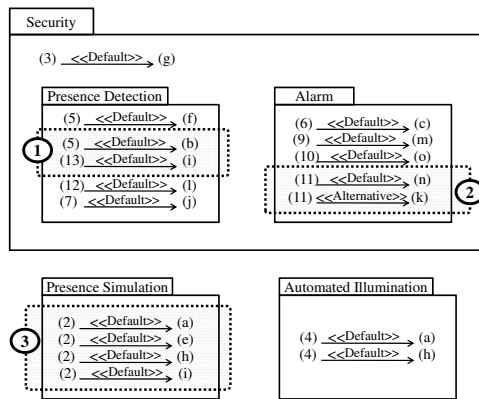 Security
(3) <<Default>> (g)
Presence Detection
(5) <<Default>> (f)
1
(5) <<Default>> (b)
(13) <<Default>> (i)
(12) <<Default>> (l)
(7) <<Default>> (j)
Alarm
(6) <<Default>> (c)
(9) <<Default>> (m)
(10) <<Default>> (o)
(11) <<Default>> (n)
(11) <<Alternative>> (k)
2
Presence Simulation
3
(2) <<Default>> (a)
(2) <<Default>> (e)
(2) <<Default>> (h)
(2) <<Default>> (i)
Automated Illumination
(4) <<Default>> (a)
(4) <<Default>> (h)